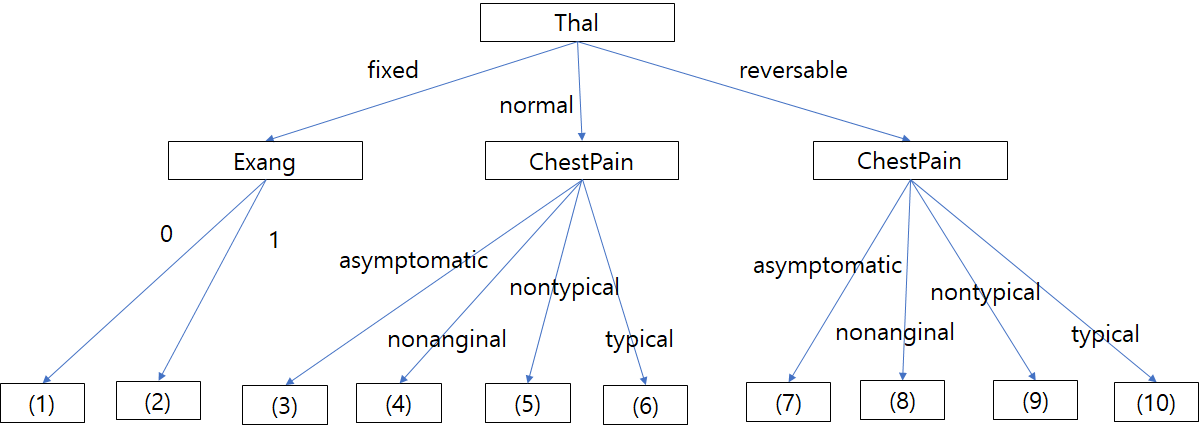 Thal
fixed
normal
reversable
Exang
ChestPain
ChestPain
0
1
asymptomatic
nonanginal
nontypical
typical
asymptomatic
nonanginal
nontypical
typical
(1)
(2)
(3)
(4)
(5)
(6)
(7)
(8)
(9)
(10)